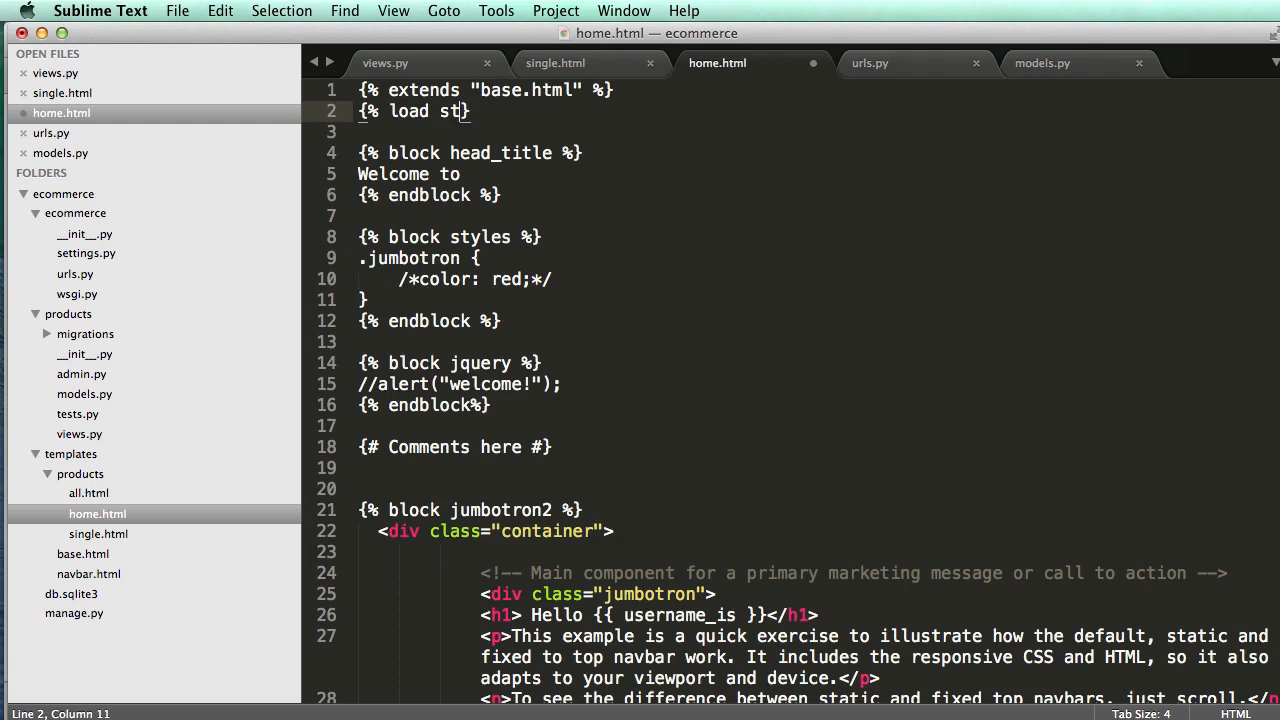 Sublime Text File Edit Selection Find View Goto Tools Project Window Help
home.html — ecommerce
OPEN FILES
views.py
single.html
home.html
urls.py
models.py
FOLDERS
ecommerce
ecommerce
__init__.py
settings.py
urls.py
wsgi.py
products
migrations
__init__.py
admin.py
models.py
tests.py
views.py
templates
products
all.html
home.html
single.html
base.html
navbar.html
db.sqlite3
manage.py
views.py single.html home.html urls.py models.py
1 {% extends "base.html" %}
2 {% load st}
3
4 {% block head_title %}
5 Welcome to
6 {% endblock %}
7
8 {% block styles %}
9 .jumbotron {
10 /*color: red;*/
11 }
12 {% endblock %}
13
14 {% block jquery %}
15 //alert("welcome!");
16 {% endblock%}
17
18 {# Comments here #}
19
20
21 {% block jumbotron2 %}
22 <div class="container">
23
24 <!-- Main component for a primary marketing message or call to action -->
25 <div class="jumbotron">
26 <h1> Hello {{ username_is }}</h1>
27 <p>This example is a quick exercise to illustrate how the default, static and
fixed to top navbar work. It includes the responsive CSS and HTML, so it also
adapts to your viewport and device.</p>
28 <p>To see the difference between static and fixed top navbars, just scroll.</p
Line 2, Column 11 Tab Size: 4 HTML